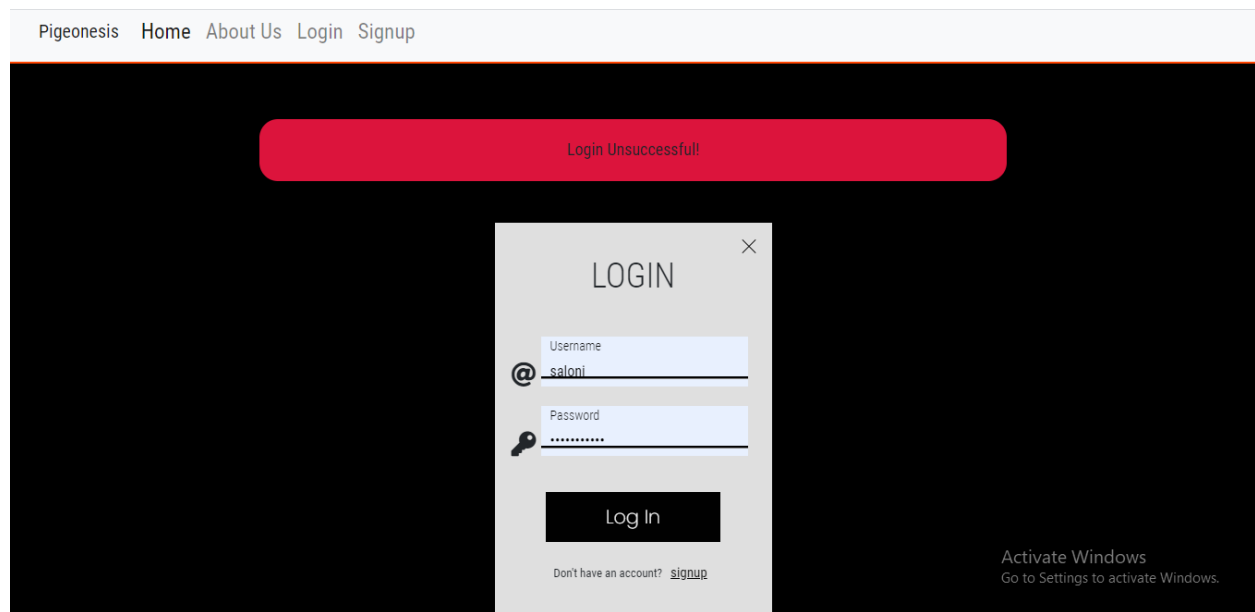 Pigeonesis Home About Us Login Signup
Login Unsuccessful!
LOGIN
Username
@ saloni
Password
•••••••••••
Log In
Don't have an account? signup
Activate Windows
Go to Settings to activate Windows.